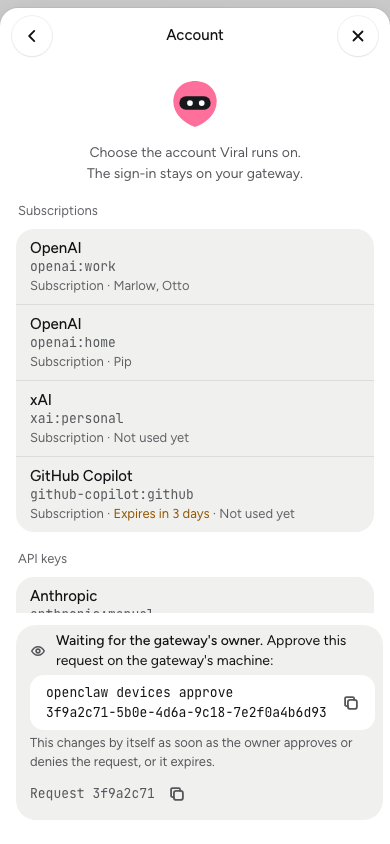 Account
Choose the account Viral runs on.
The sign-in stays on your gateway.
Subscriptions
OpenAI
openai:work
Subscription · Marlow, Otto
OpenAI
openai:home
Subscription · Pip
xAI
xai:personal
Subscription · Not used yet
GitHub Copilot
github-copilot:github
Subscription · Expires in 3 days · Not used yet
API keys
Anthropic
anthropic:manual
Waiting for the gateway's owner. Approve this
request on the gateway's machine:
openclaw devices approve
3f9a2c71-5b0e-4d6a-9c18-7e2f0a4b6d93
This changes by itself as soon as the owner approves or
denies the request, or it expires.
Request 3f9a2c71